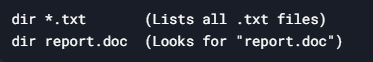 dir *.txt       (Lists all .txt files)
dir report.doc  (Looks for "report.doc")